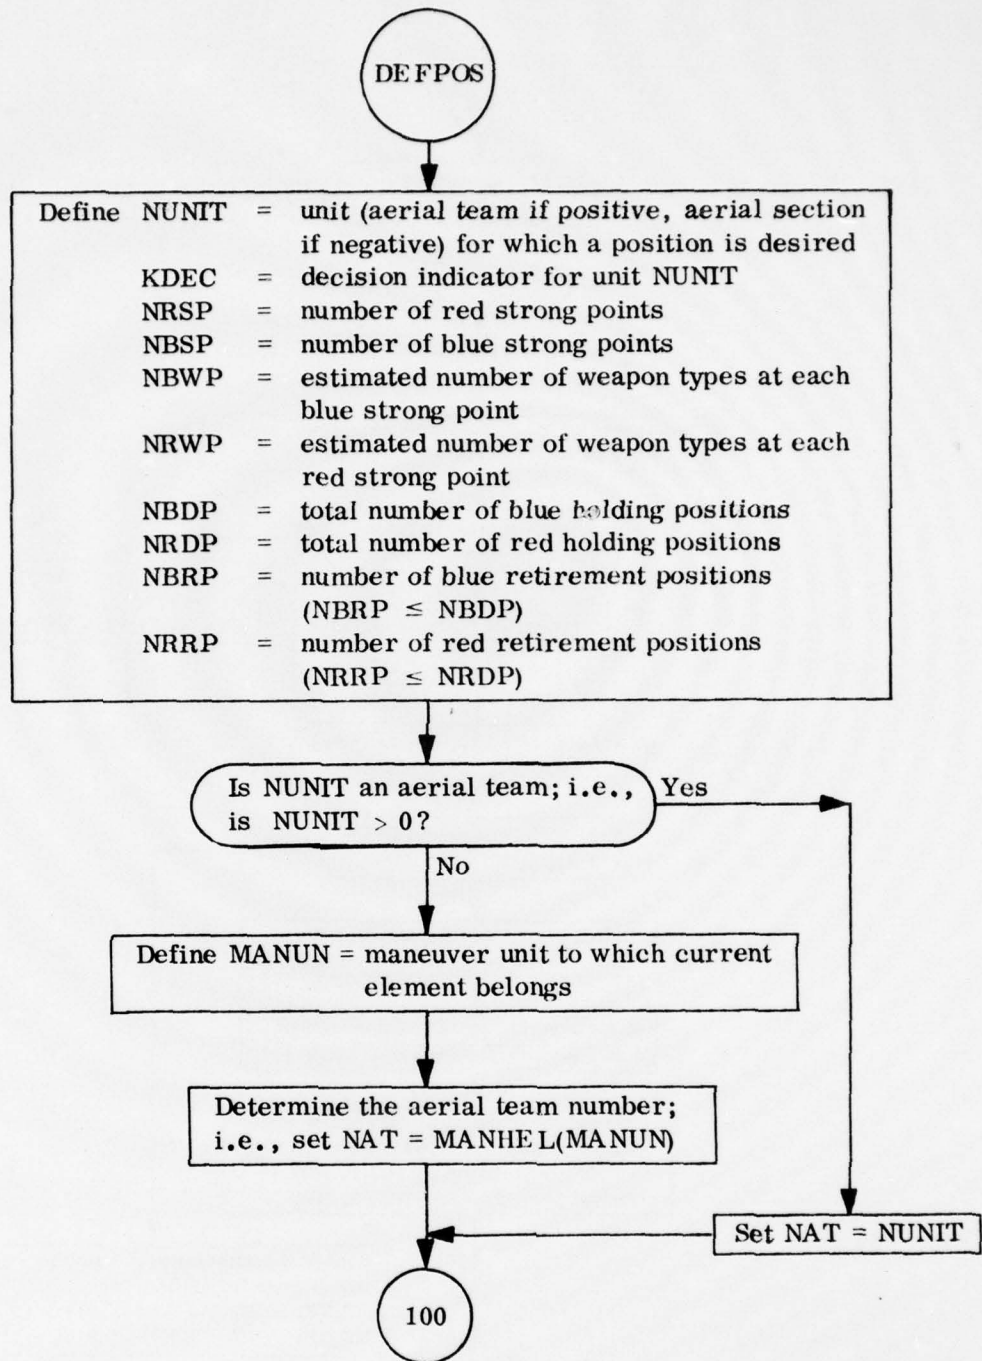 DEFPOS
Define NUNIT = unit (aerial team if positive, aerial section
if negative) for which a position is desired
KDEC = decision indicator for unit NUNIT
NRSP = number of red strong points
NBSP = number of blue strong points
NBWP = estimated number of weapon types at each
blue strong point
NRWP = estimated number of weapon types at each
red strong point
NBDP = total number of blue holding positions
NRDP = total number of red holding positions
NBRP = number of blue retirement positions
(NBRP ≤ NBDP)
NRRP = number of red retirement positions
(NRRP ≤ NRDP)
Is NUNIT an aerial team; i.e.,
is NUNIT > 0?
Yes
No
Define MANUN = maneuver unit to which current
element belongs
Determine the aerial team number;
i.e., set NAT = MANHEL(MANUN)
Set NAT = NUNIT
100